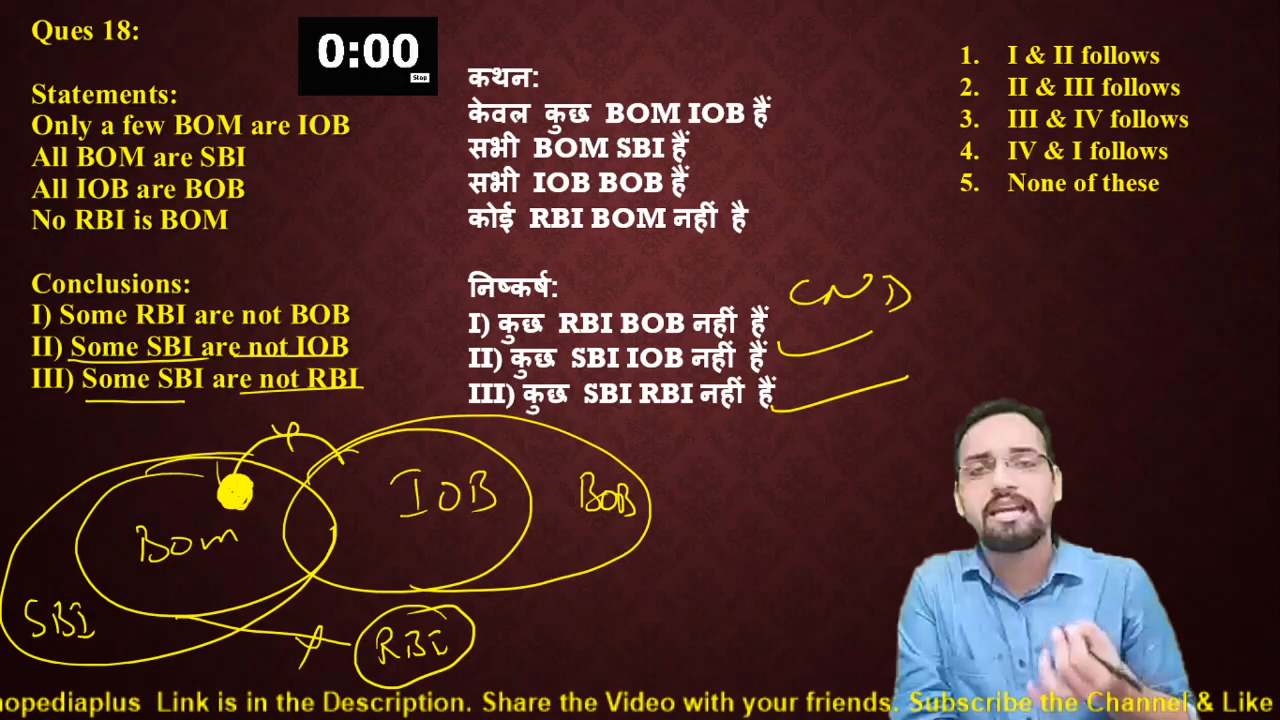 Ques 18:
0:00
Stop
Statements:
Only a few BOM are IOB
All BOM are SBI
All IOB are BOB
No RBI is BOM
Conclusions:
I) Some RBI are not BOB
II) Some SBI are not IOB
III) Some SBI are not RBI
कथन:
केवल कुछ BOM IOB हैं
सभी BOM SBI हैं
सभी IOB BOB हैं
कोई RBI BOM नहीं है
निष्कर्ष:
I) कुछ RBI BOB नहीं हैं
II) कुछ SBI IOB नहीं हैं
III) कुछ SBI RBI नहीं हैं
CND
1. I & II follows
2. II & III follows
3. III & IV follows
4. IV & I follows
5. None of these
Bom
IOB
BOB
SBI
RBI
hopediaplus Link is in the Description. Share the Video with your friends. Subscribe the Channel & Like